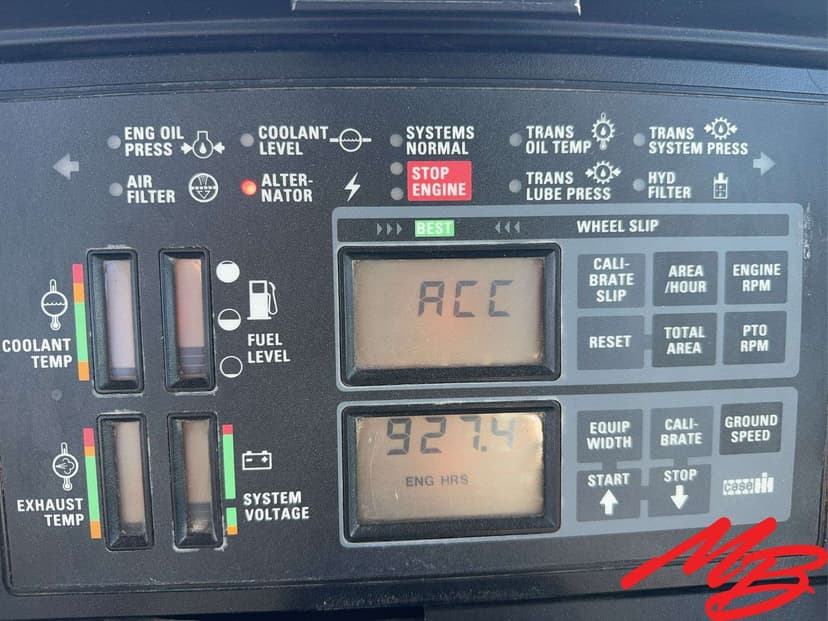 ENG OIL
PRESS
COOLANT
LEVEL
SYSTEMS
NORMAL
TRANS
OIL TEMP
TRANS
SYSTEM PRESS
AIR
FILTER
ALTER-
NATOR
STOP
ENGINE
TRANS
LUBE PRESS
HYD
FILTER
BEST
WHEEL SLIP
COOLANT
TEMP
FUEL
LEVEL
ACC
CALI-
BRATE
SLIP
AREA
/HOUR
ENGINE
RPM
RESET
TOTAL
AREA
PTO
RPM
EXHAUST
TEMP
SYSTEM
VOLTAGE
927.4
ENG HRS
EQUIP
WIDTH
CALI-
BRATE
GROUND
SPEED
START
STOP
case IH
MB